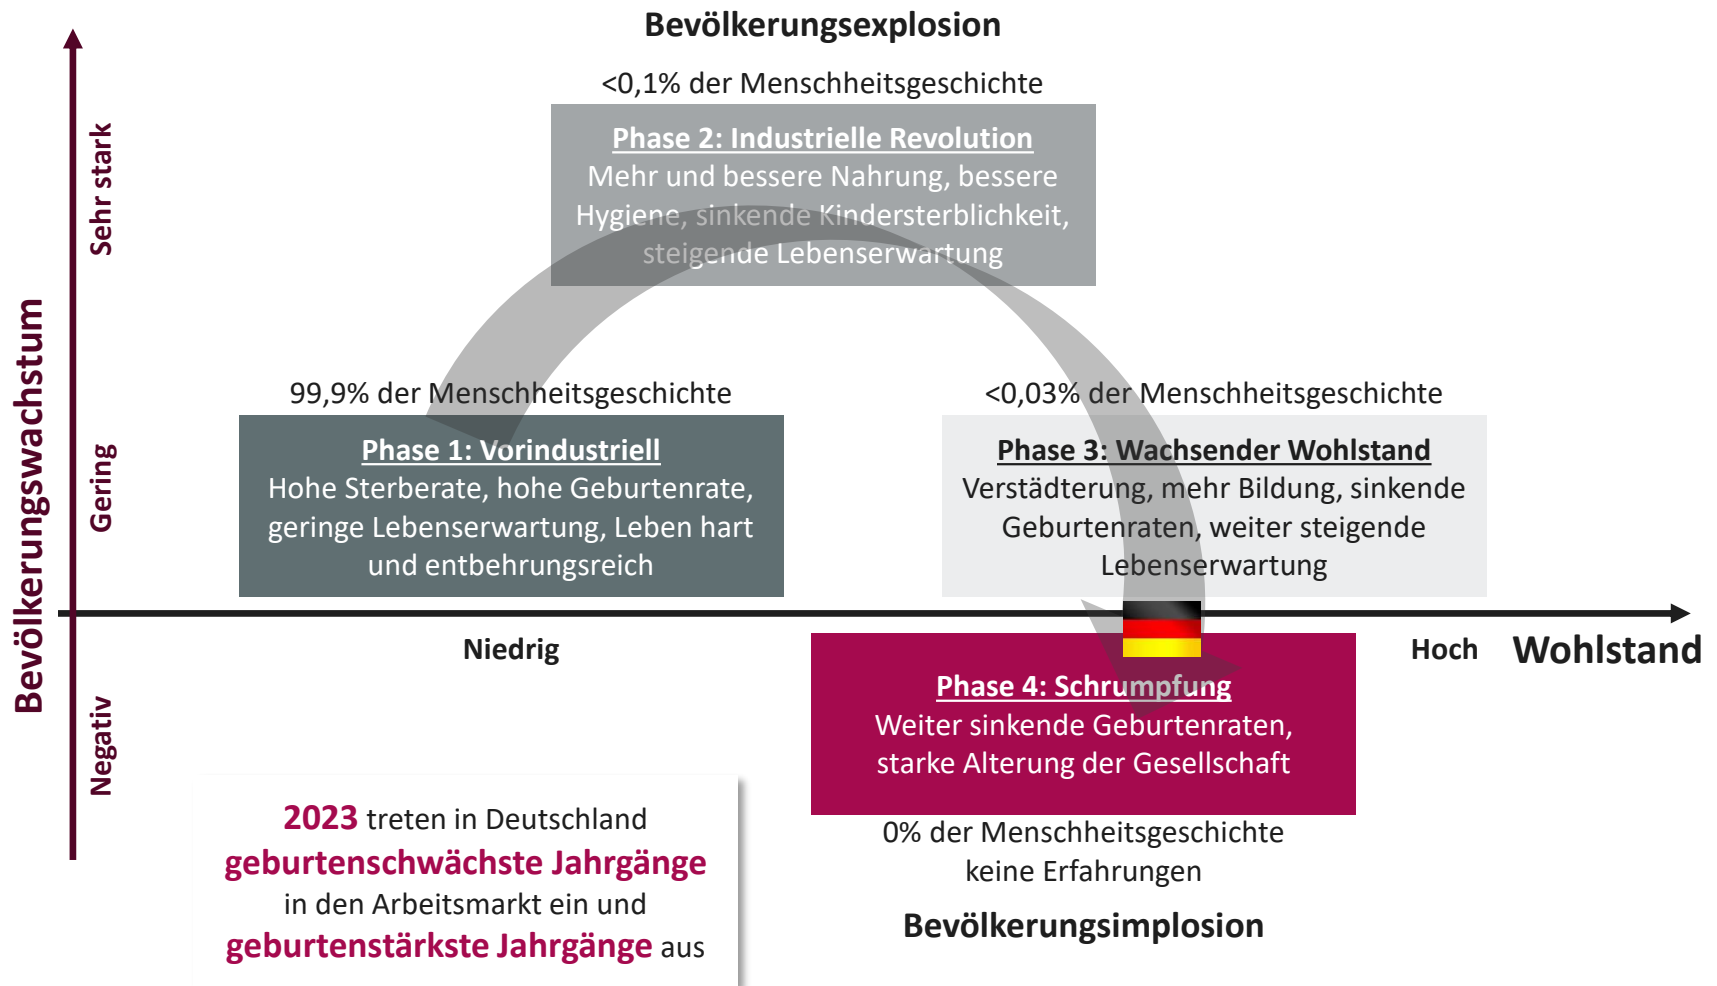 Bevölkerungsexplosion
<0,1% der Menschheitsgeschichte
Phase 2: Industrielle Revolution
Mehr und bessere Nahrung, bessere
Hygiene, sinkende Kindersterblichkeit,
steigende Lebenserwartung
Bevölkerungswachstum
Sehr stark
Gering
Negativ
99,9% der Menschheitsgeschichte
Phase 1: Vorindustriell
Hohe Sterberate, hohe Geburtenrate,
geringe Lebenserwartung, Leben hart
und entbehrungsreich
<0,03% der Menschheitsgeschichte
Phase 3: Wachsender Wohlstand
Verstädterung, mehr Bildung, sinkende
Geburtenraten, weiter steigende
Lebenserwartung
Niedrig
Hoch
Wohlstand
Phase 4: Schrumpfung
Weiter sinkende Geburtenraten,
starke Alterung der Gesellschaft
0% der Menschheitsgeschichte
keine Erfahrungen
Bevölkerungsimplosion
2023 treten in Deutschland
geburtenschwächste Jahrgänge
in den Arbeitsmarkt ein und
geburtenstärkste Jahrgänge aus